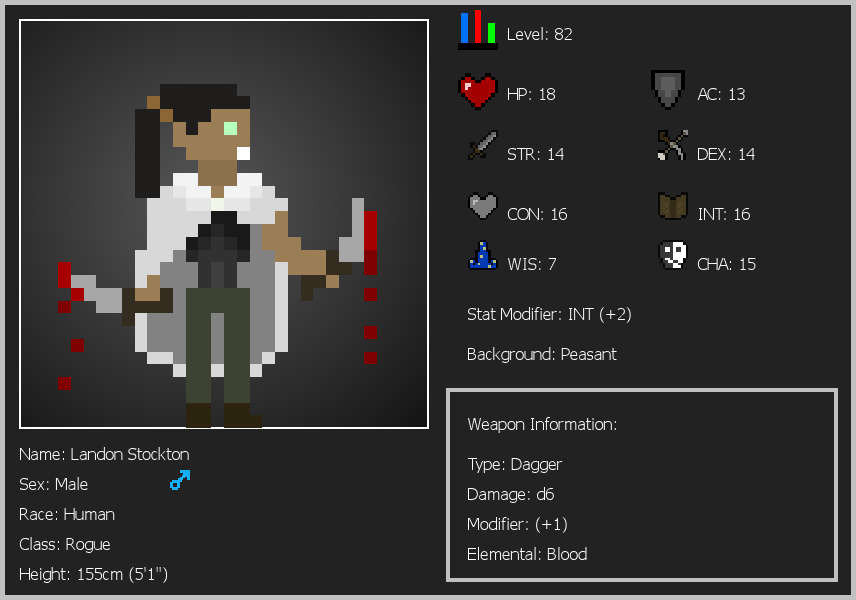 Level: 82
HP: 18
AC: 13
STR: 14
DEX: 14
CON: 16
INT: 16
WIS: 7
CHA: 15
Stat Modifier: INT (+2)
Background: Peasant
Weapon Information:
Type: Dagger
Damage: d6
Modifier: (+1)
Elemental: Blood
Name: Landon Stockton
Sex: Male
Race: Human
Class: Rogue
Height: 155cm (5'1")